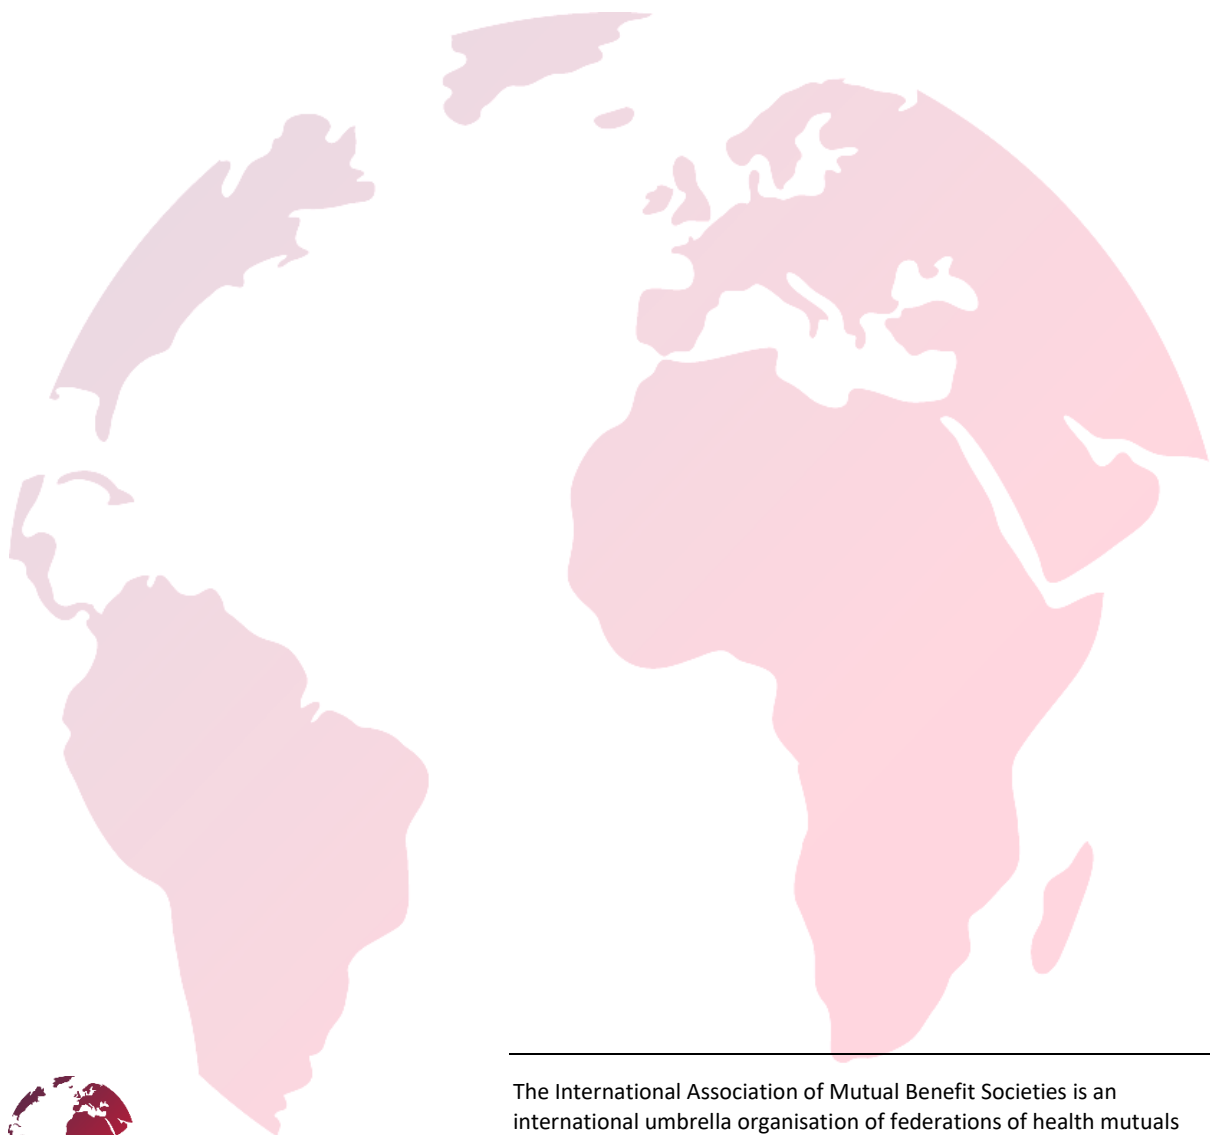 The International Association of Mutual Benefit Societies is an
international umbrella organisation of federations of health mutuals